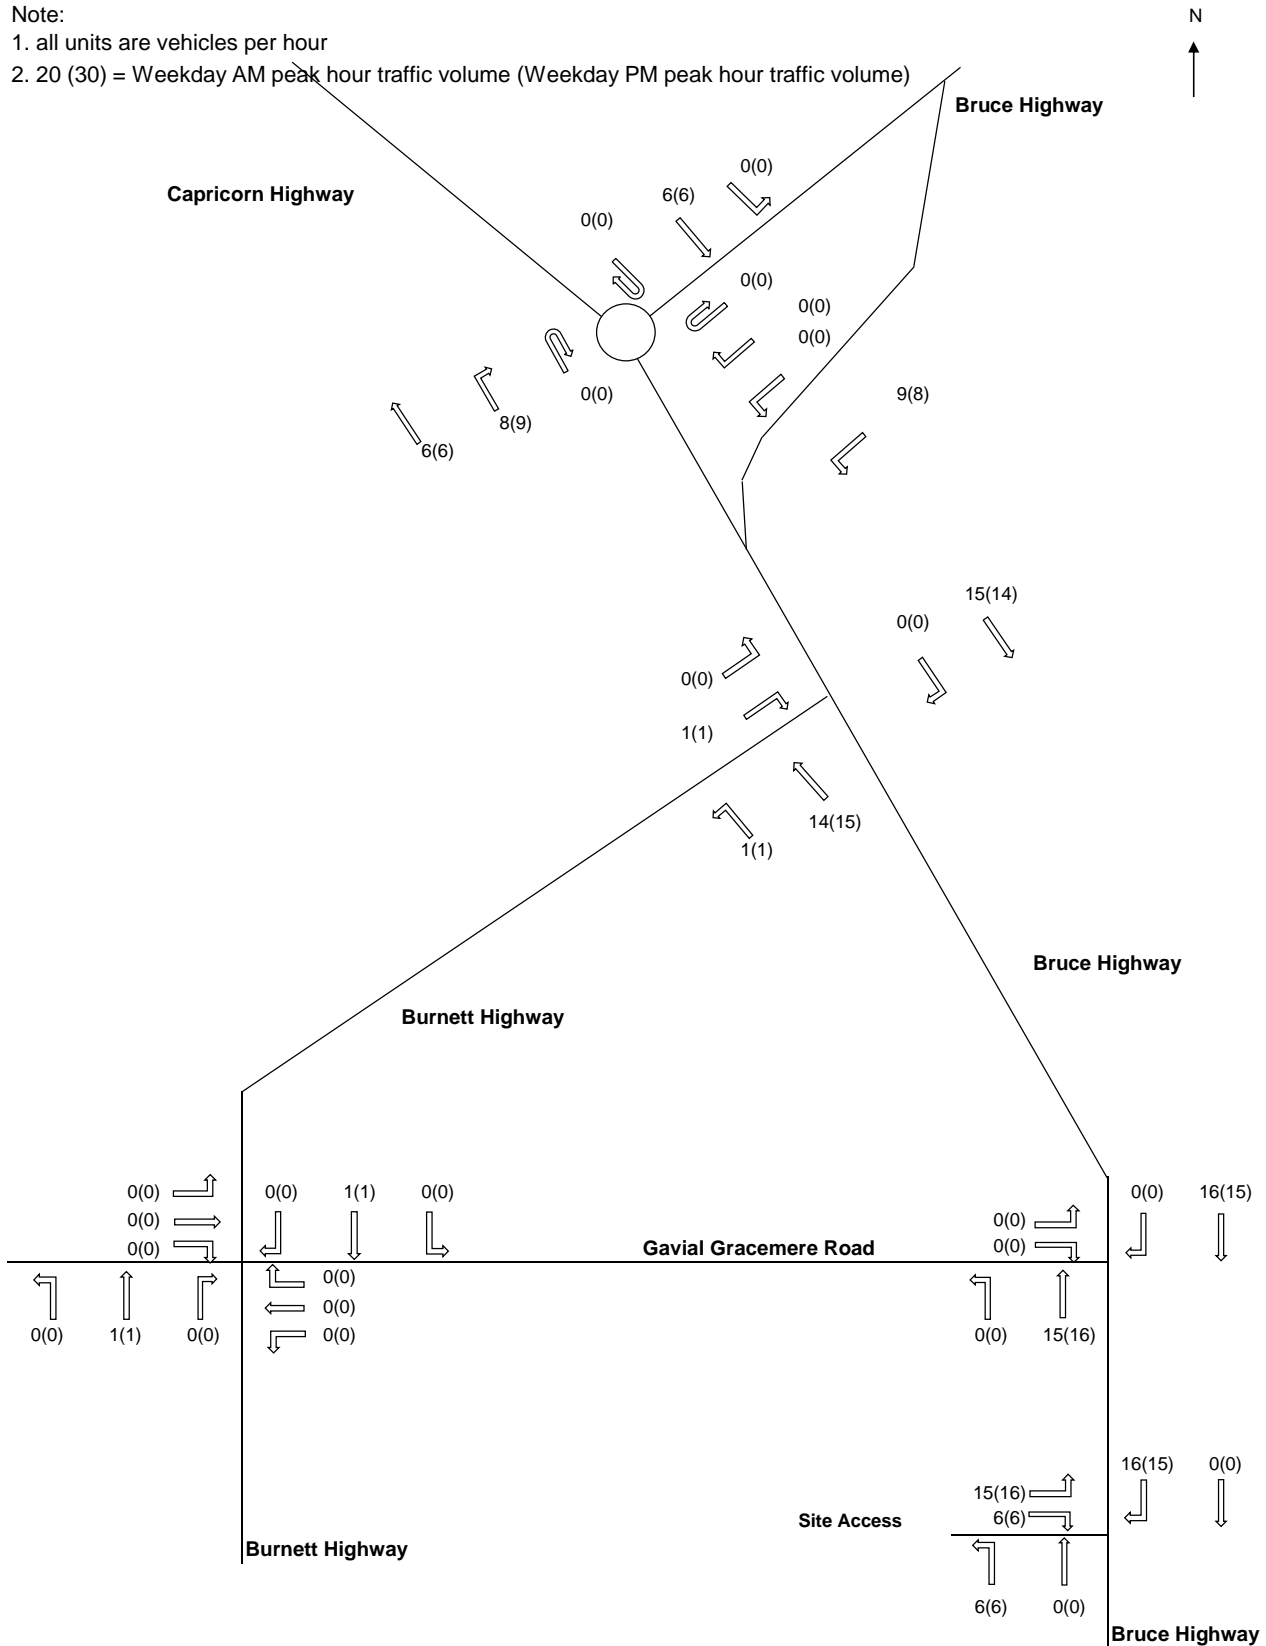 Note:
N
1. all units are vehicles per hour
2. 20 (30) = Weekday AM peak hour traffic volume (Weekday PM peak hour traffic volume)
Bruce Highway
0(0)
Capricorn Highway
6(6)
0(0)
0(0)
0(0)
0(0)
0(0)
9(8)
8(9)
6(6)
15(14)
0(0)
0(0)
1(1)
14(15)
1(1)
Bruce Highway
Burnett Highway
0(0)
0(0) 1(1) 0(0)
0(0) 16(15)
0(0)
0(0)
0(0)
Gavial Gracemere Road
0(0)
0(0)
0(0)
0(0)
0(0) 1(1) 0(0)
0(0) 15(16)
16(15) 0(0)
15(16)
6(6)
Site Access
Burnett Highway
6(6) 0(0)
Bruce Highway